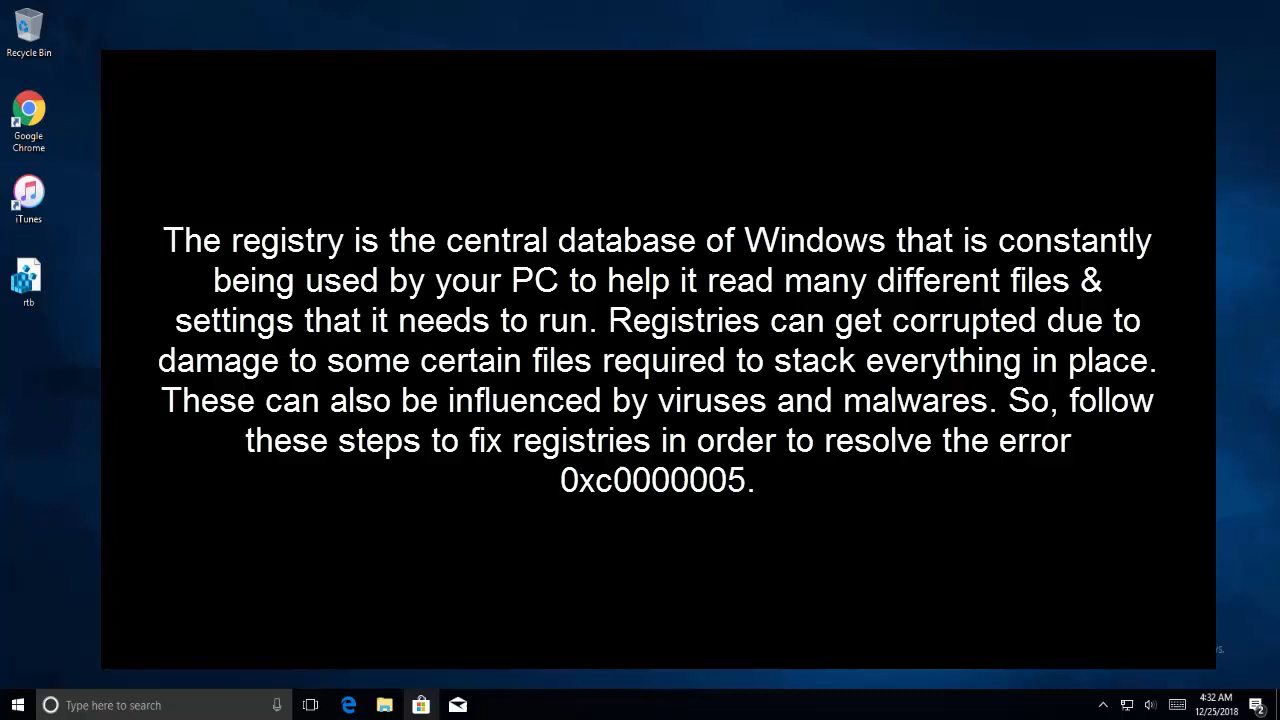 Recycle Bin
Google
Chrome
iTunes
rtb
The registry is the central database of Windows that is constantly
being used by your PC to help it read many different files &
settings that it needs to run. Registries can get corrupted due to
damage to some certain files required to stack everything in place.
These can also be influenced by viruses and malwares. So, follow
these steps to fix registries in order to resolve the error
0xc0000005.
Type here to search
4:32 AM
12/25/2018
2